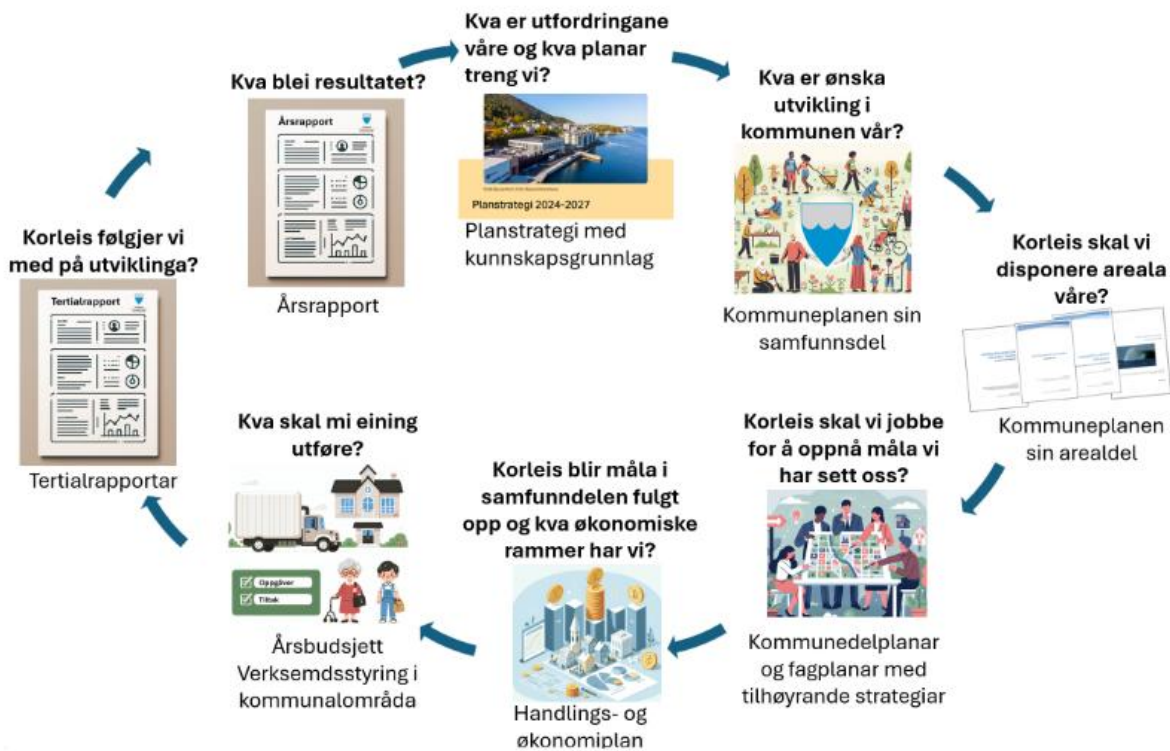 Kva er utfordringane
våre og kva planar
treng vi?
Planstrategi 2024-2027
Planstrategi med
kunnskapsgrunnlag
Kva er ønska
utvikling i
kommunen vår?
Kommuneplanen sin
samfunnsdel
Korleis skal vi
disponere areala
våre?
Kommuneplanen
sin arealdel
Korleis skal vi jobbe
for å oppnå måla vi
har sett oss?
Kommunedelplanar
og fagplanar med
tilhøyrande strategiar
Korleis blir måla i
samfunndelen fulgt
opp og kva økonomiske
rammer har vi?
Handlings- og
økonomiplan
Kva skal mi eining
utføre?
Oppgåver
Tiltak
Årsbudsjett
Verksemdsstyring i
kommunalområda
Korleis følgjer vi
med på utviklinga?
Tertialrapport
Tertialrapportar
Kva blei resultatet?
Årsrapport
Årsrapport